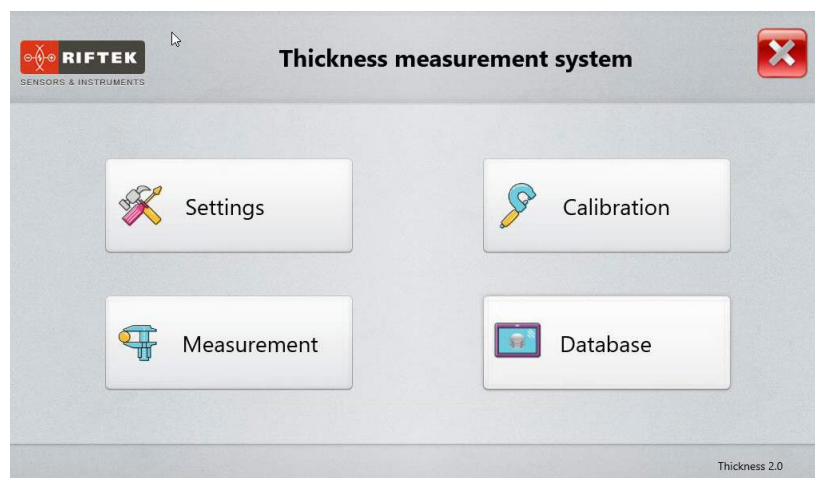 RIFTEK
SENSORS & INSTRUMENTS
Thickness measurement system
Settings
Calibration
Measurement
Database
Thickness 2.0